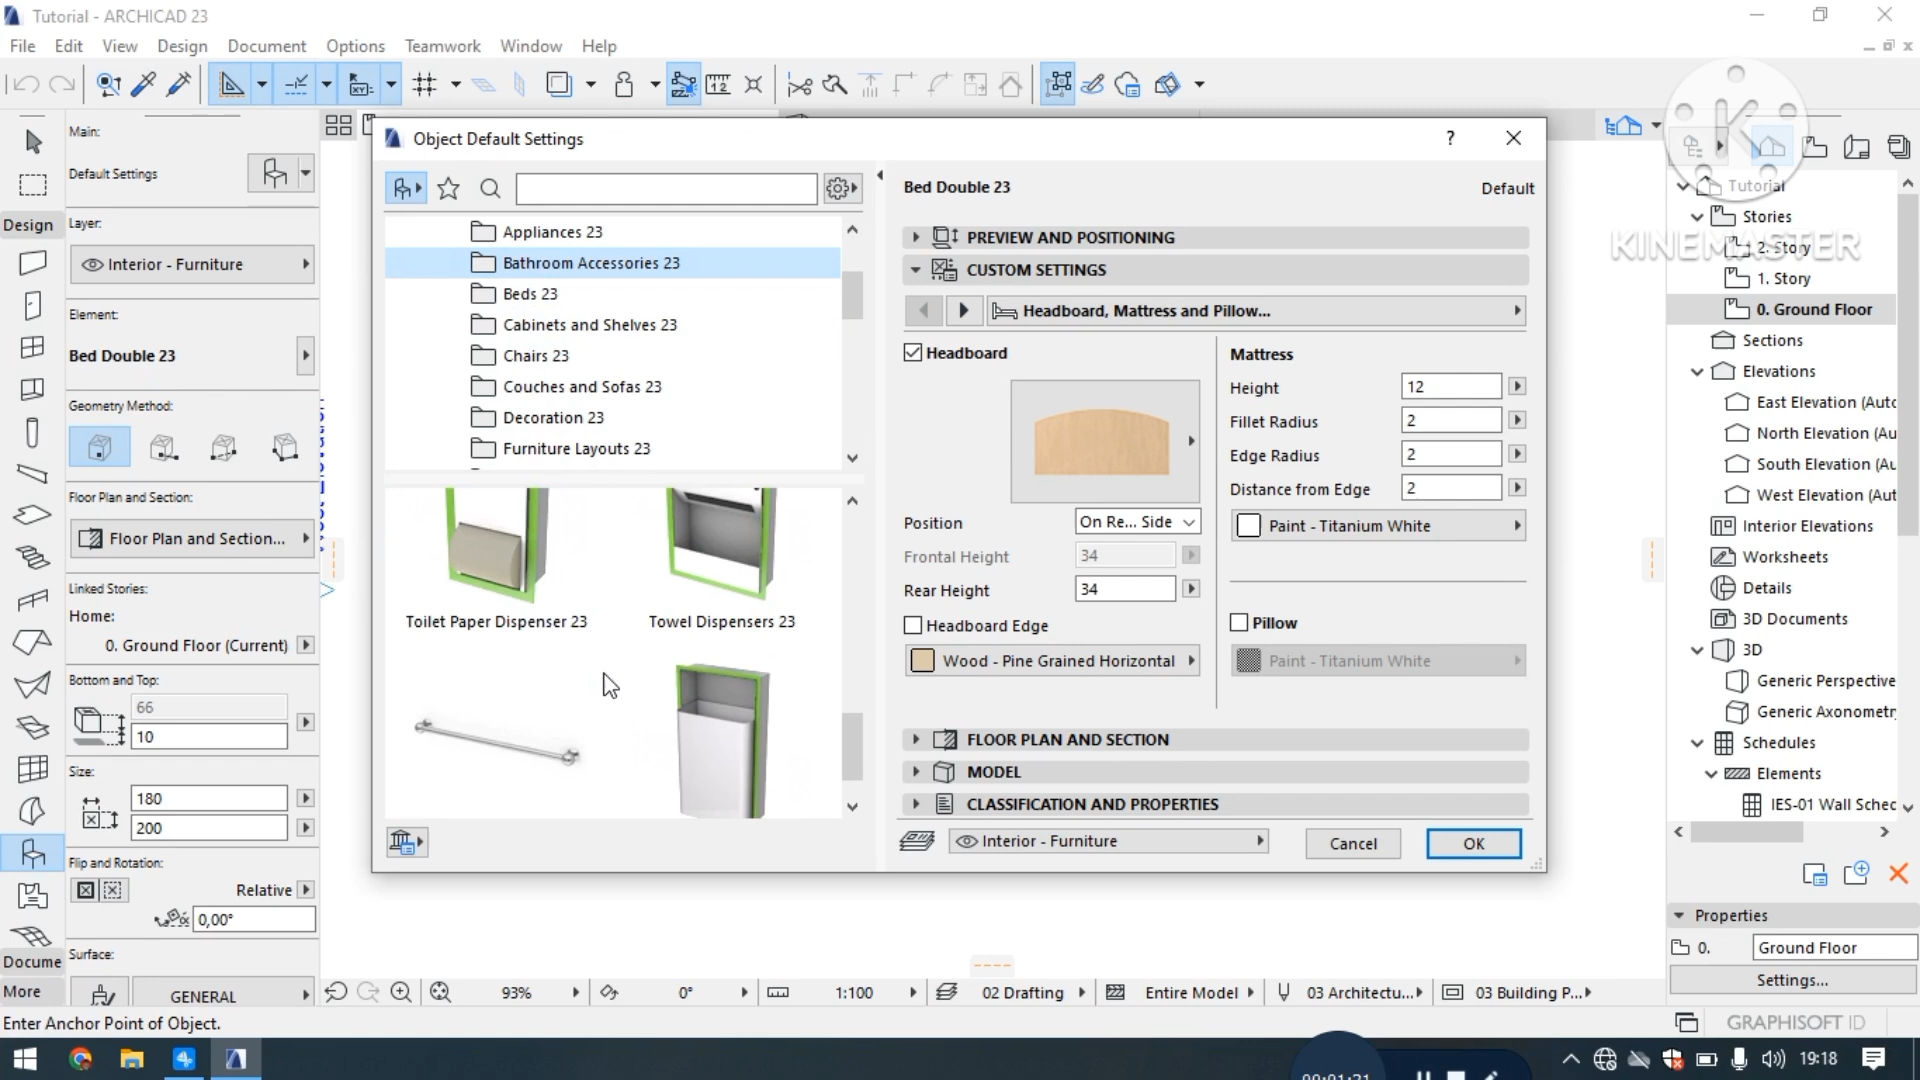 Tutorial - ARCHICAD 23
File Edit View Design Document Options Teamwork Window Help
Main:
Default Settings
Design
Layer:
Interior - Furniture
Element:
Bed Double 23
Geometry Method:
Floor Plan and Section:
Floor Plan and Section...
Linked Stories:
Home:
0. Ground Floor (Current)
Bottom and Top:
66
10
Size:
180
200
Flip and Rotation:
Relative
0,00°
Docume
Surface:
More
GENERAL
Object Default Settings
?
Appliances 23
Bathroom Accessories 23
Beds 23
Cabinets and Shelves 23
Chairs 23
Couches and Sofas 23
Decoration 23
Furniture Layouts 23
Toilet Paper Dispenser 23
Towel Dispensers 23
Bed Double 23
Default
PREVIEW AND POSITIONING
CUSTOM SETTINGS
Headboard, Mattress and Pillow...
Headboard
Position
On Re... Side
Frontal Height
34
Rear Height
34
Headboard Edge
Wood - Pine Grained Horizontal
Mattress
Height
12
Fillet Radius
2
Edge Radius
2
Distance from Edge
2
Paint - Titanium White
Pillow
Paint - Titanium White
FLOOR PLAN AND SECTION
MODEL
CLASSIFICATION AND PROPERTIES
Interior - Furniture
Cancel
OK
K
KINEMASTER
Tutorial
Stories
2. Story
1. Story
0. Ground Floor
Sections
Elevations
East Elevation (Auto
North Elevation (Au
South Elevation (Au
West Elevation (Aut
Interior Elevations
Worksheets
Details
3D Documents
3D
Generic Perspective
Generic Axonometr
Schedules
Elements
IES-01 Wall Sched
Properties
0.
Ground Floor
Settings...
93%
0°
1:100
02 Drafting
Entire Model
03 Architectu...
03 Building P...
Enter Anchor Point of Object.
GRAPHISOFT ID
19:18